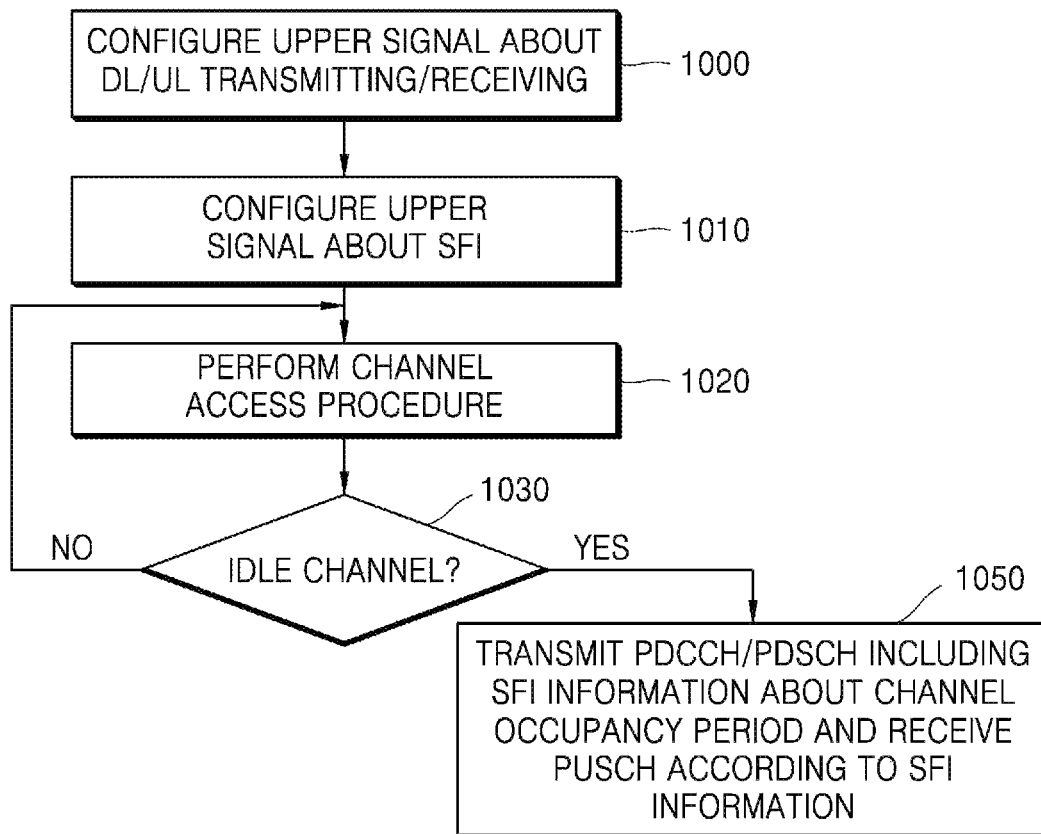 CONFIGURE UPPER SIGNAL ABOUT
DL/UL TRANSMITTING/RECEIVING
1000
CONFIGURE UPPER
SIGNAL ABOUT SFI
1010
PERFORM CHANNEL
ACCESS PROCEDURE
1020
1030
NO
IDLE CHANNEL?
YES
1050
TRANSMIT PDCCH/PDSCH INCLUDING
SFI INFORMATION ABOUT CHANNEL
OCCUPANCY PERIOD AND RECEIVE
PUSCH ACCORDING TO SFI
INFORMATION